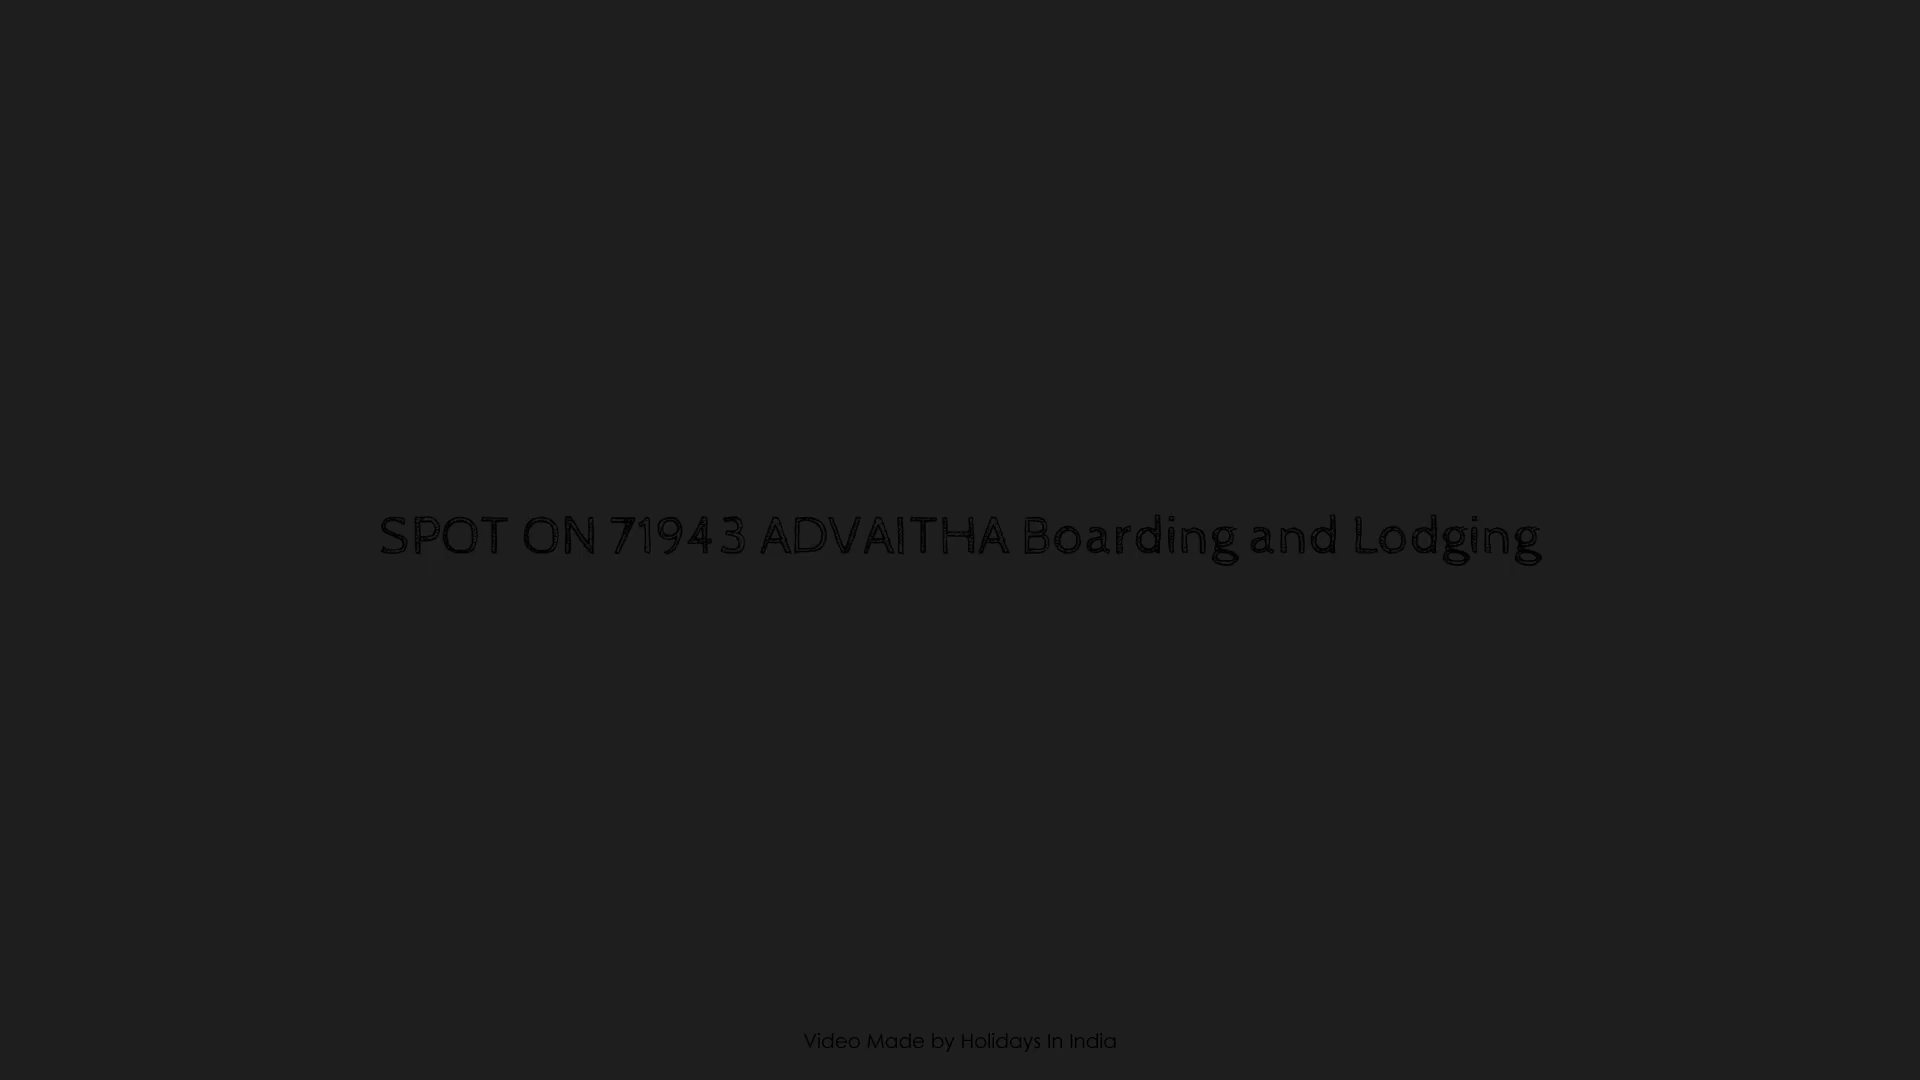 SPOT ON 71943 ADVAITHA Boarding and Lodging
Video Made by Holidays In India